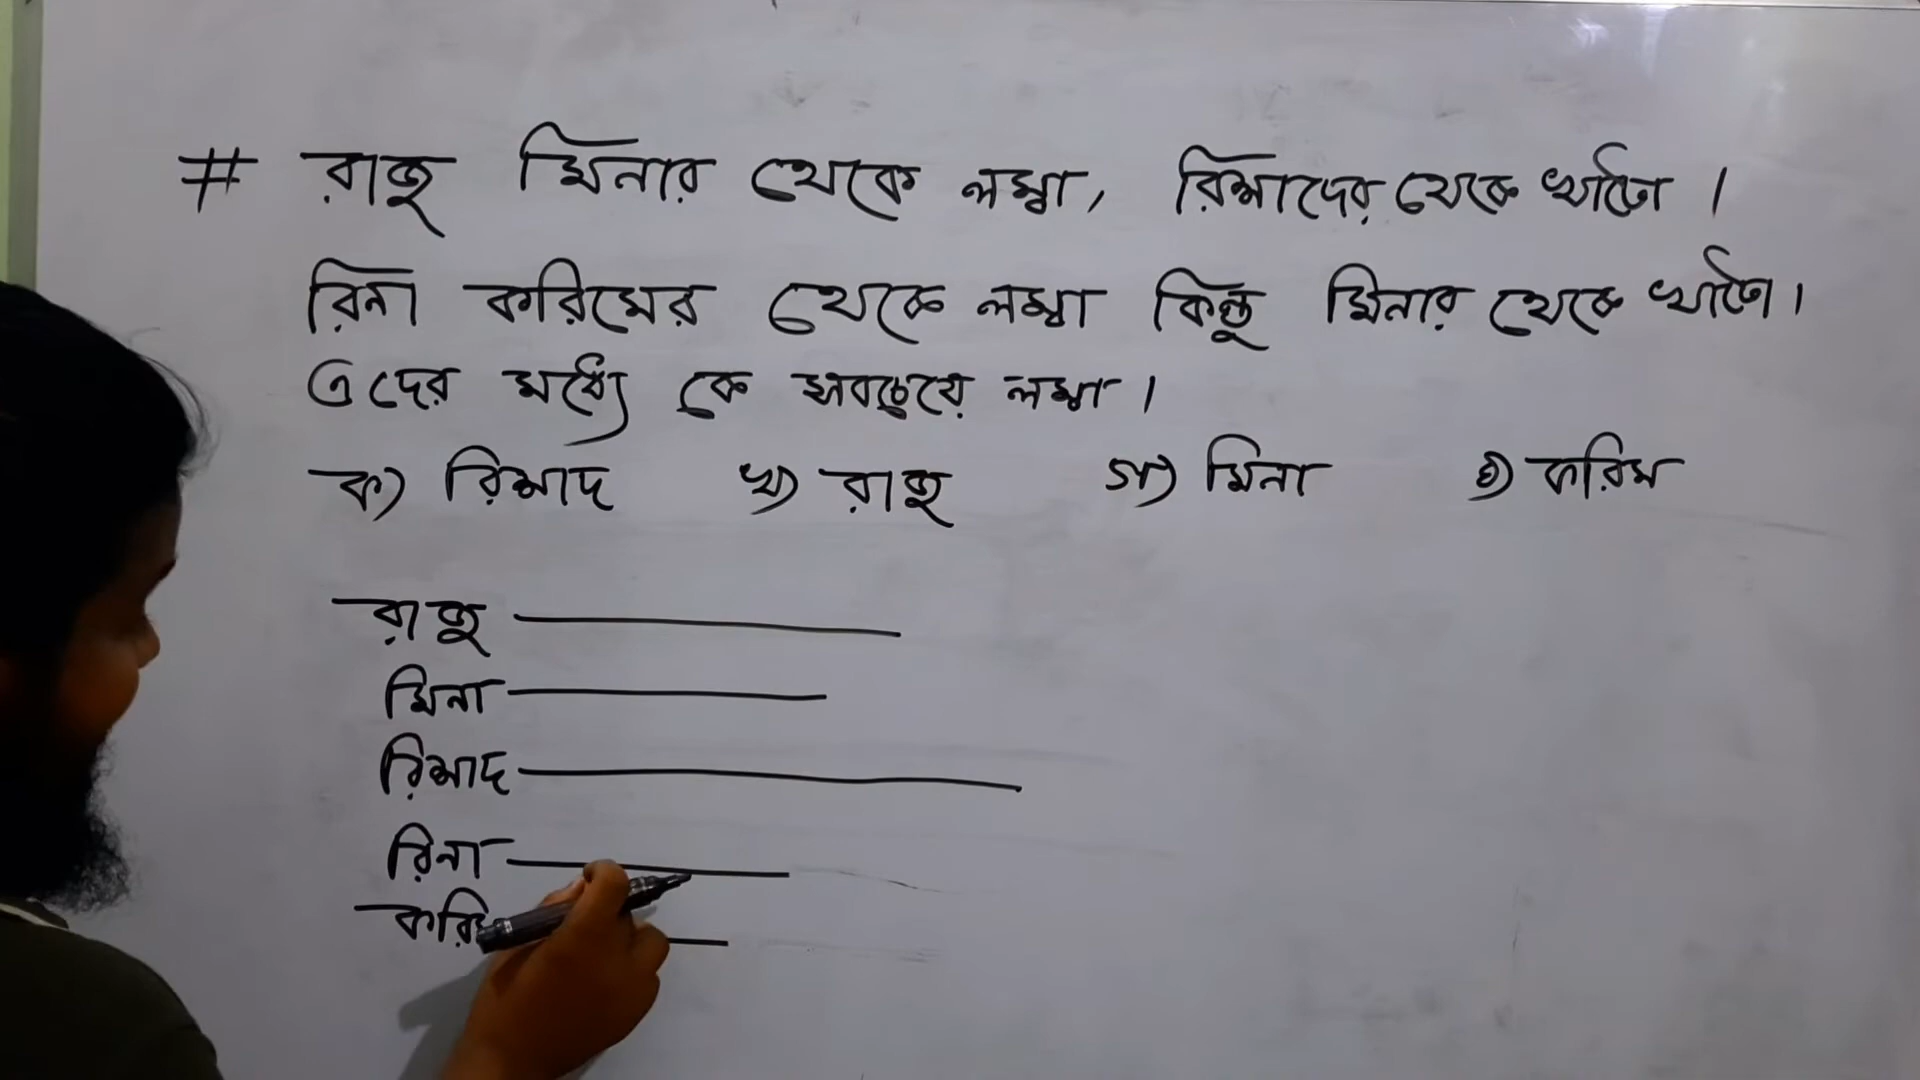 # রাজু মিনার থেকে লম্বা, রিয়াদের থেকে খাটো।
রিনা করিমের থেকে লম্বা কিন্তু মিনার থেকে খাটো।
এদের মধ্যে কে সবচেয়ে লম্বা।
ক) রিয়াদ খ) রাজু গ) মিনা ঘ) করিম
রাজু
মিনা
রিয়াদ
রিনা